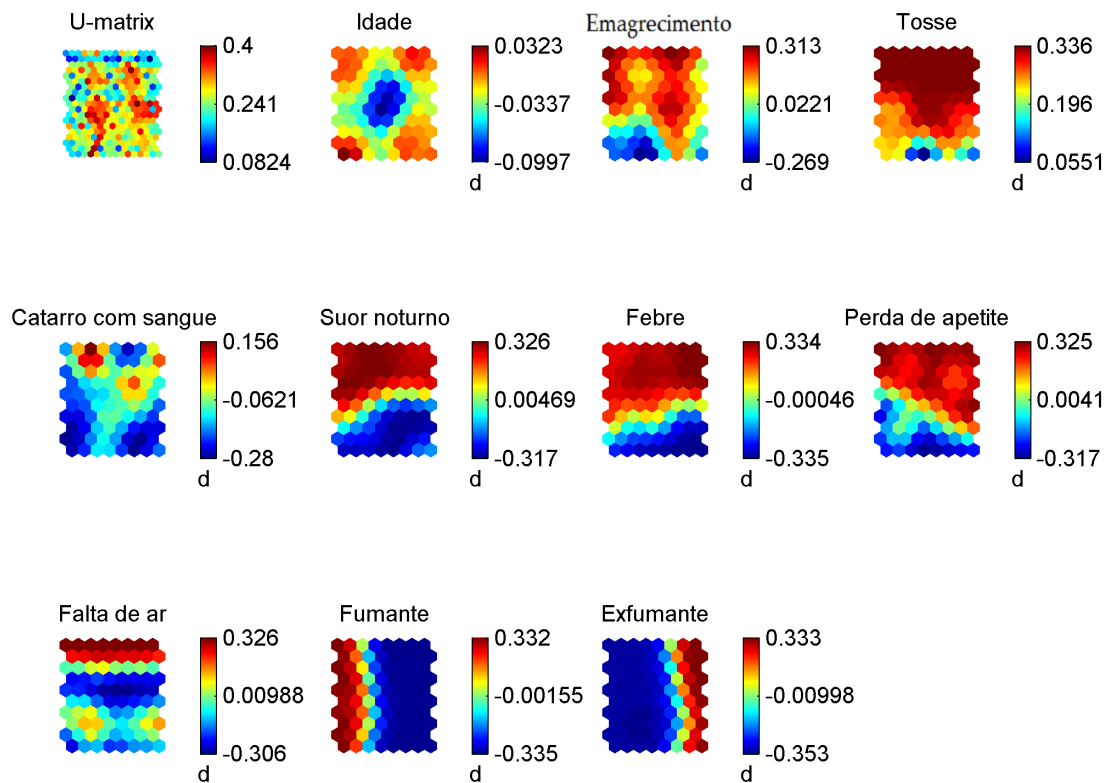 U-matrix
0.4
0.241
0.0824
Idade
0.0323
-0.0337
-0.0997
d
Emagrecimento
0.313
0.0221
-0.269
d
Tosse
0.336
0.196
0.0551
d
Catarro com sangue
0.156
-0.0621
-0.28
d
Suor noturno
0.326
0.00469
-0.317
d
Febre
0.334
-0.00046
-0.335
d
Perda de apetite
0.325
0.0041
-0.317
d
Falta de ar
0.326
0.00988
-0.306
d
Fumante
0.332
-0.00155
-0.335
d
Exfumante
0.333
-0.00998
-0.353
d